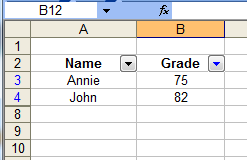 B12 fx
A B
1
2 Name Grade
3 Annie 75
4 John 82
8
9
10